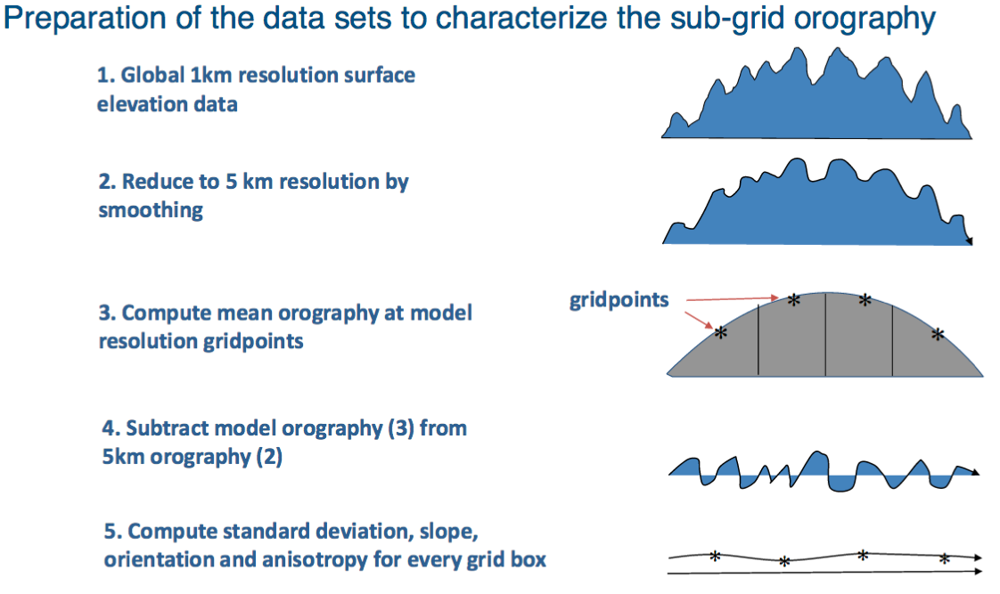 Preparation of the data sets to characterize the sub-grid orography
1. Global 1km resolution surface
elevation data
2. Reduce to 5 km resolution by
smoothing
gridpoints
3. Compute mean orography at model
resolution gridpoints
4. Subtract model orography (3) from
5km orography (2)
5. Compute standard deviation, slope,
orientation and anisotropy for every grid box